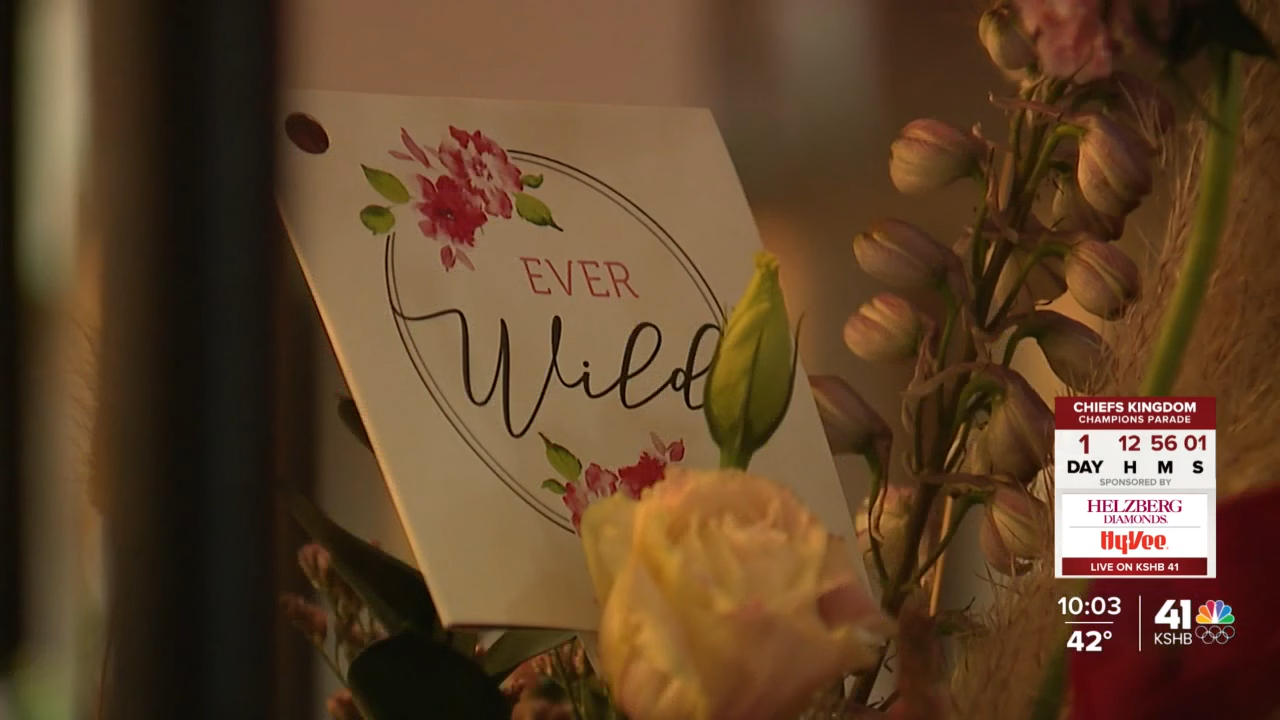 EVER
Wild
CHIEFS KINGDOM
CHAMPIONS PARADE
1 12 56 01
DAY H M S
SPONSORED BY
HELZBERG
DIAMONDS.
HyVee
LIVE ON KSHB 41
10:03
42°
41
KSHB